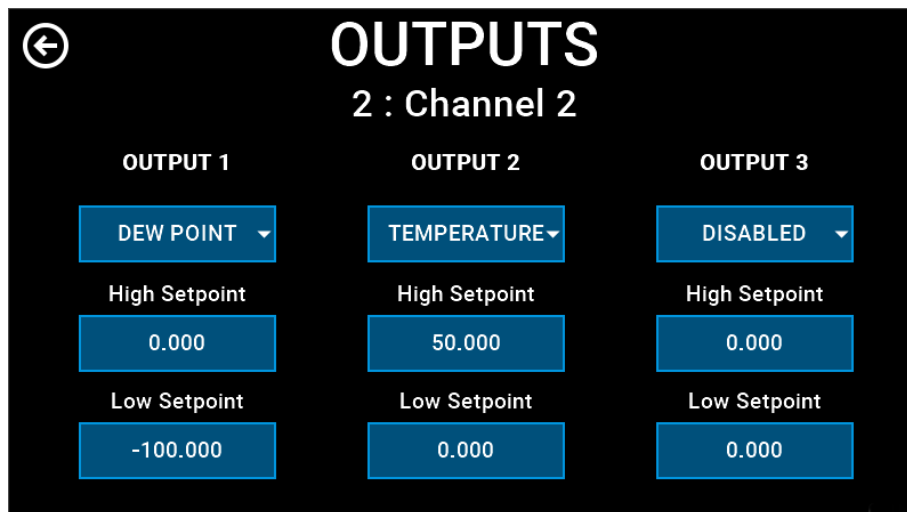 OUTPUTS
2 : Channel 2
OUTPUT 1 OUTPUT 2 OUTPUT 3
DEW POINT TEMPERATURE DISABLED
High Setpoint High Setpoint High Setpoint
0.000 50.000 0.000
Low Setpoint Low Setpoint Low Setpoint
-100.000 0.000 0.000